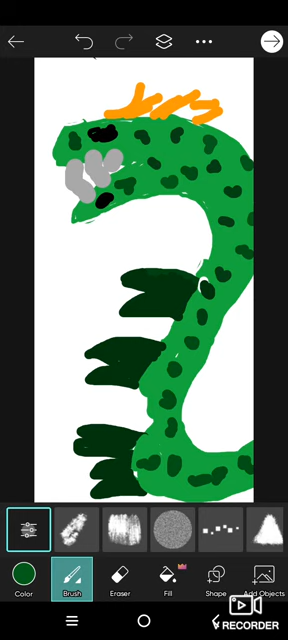 Color
Brush
Eraser
Fill
Shape
Add Objects
RECORDER